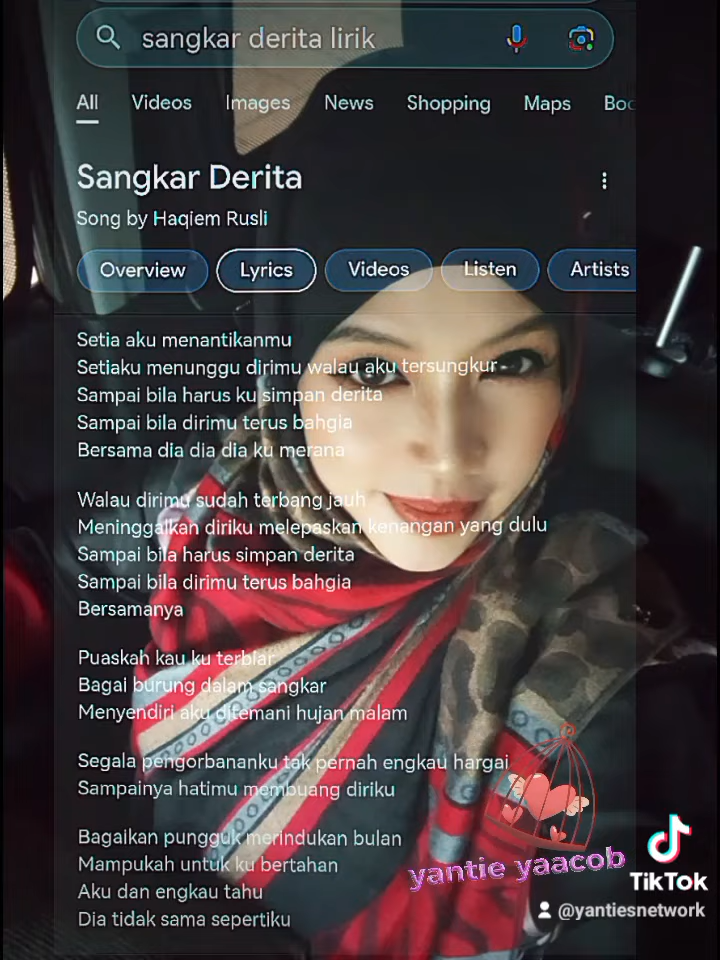 sangkar derita lirik
All Videos Images News Shopping Maps Boo
Sangkar Derita
Song by Haqiem Rusli
Overview Lyrics Videos Listen Artists
Setia aku menantikanmu
Setiaku menunggu dirimu walau aku tersungkur
Sampai bila harus ku simpan derita
Sampai bila dirimu terus bahgia
Bersama dia dia dia ku merana
Walau dirimu sudah terbang jauh
Meninggalkan diriku melepaskan kenangan yang dulu
Sampai bila harus simpan derita
Sampai bila dirimu terus bahgia
Bersamanya
Puaskah kau ku terbiar
Bagai burung dalam sangkar
Menyendiri aku ditemani hujan malam
Segala pengorbananku tak pernah engkau hargai
Sampainya hatimu membuang diriku
Bagaikan pungguk merindukan bulan
Mampukah untuk ku bertahan
Aku dan engkau tahu
Dia tidak sama sepertiku
yantie yaacob
TikTok
@yantiesnetwork